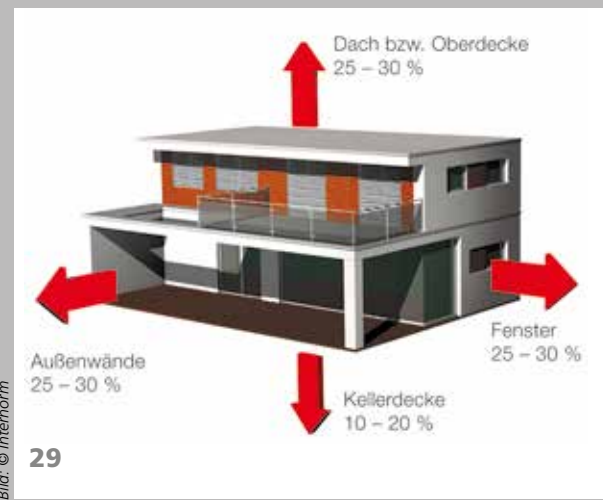 Dach bzw. Oberdecke
25 – 30 %
Fenster
25 – 30 %
Außenwände
25 – 30 %
Kellerdecke
10 – 20 %
29
Bild: © Internorm